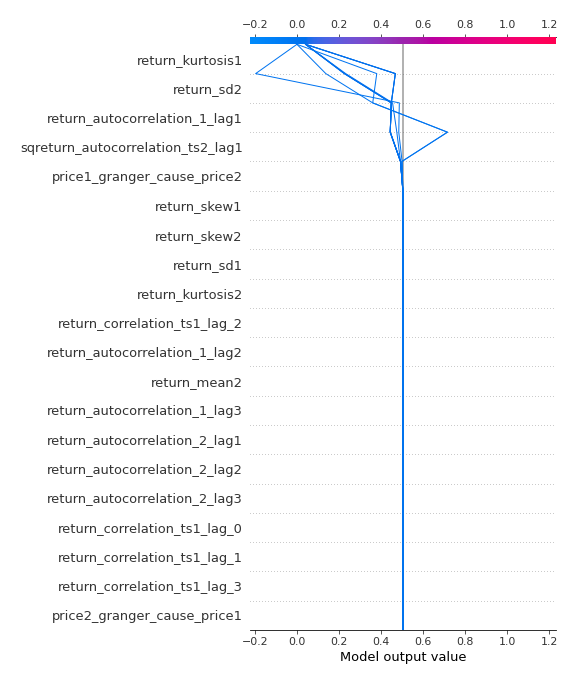 −0.2 0.0 0.2 0.4 0.6 0.8 1.0 1.2
return_kurtosis1
return_sd2
return_autocorrelation_1_lag1
sqreturn_autocorrelation_ts2_lag1
price1_granger_cause_price2
return_skew1
return_skew2
return_sd1
return_kurtosis2
return_correlation_ts1_lag_2
return_autocorrelation_1_lag2
return_mean2
return_autocorrelation_1_lag3
return_autocorrelation_2_lag1
return_autocorrelation_2_lag2
return_autocorrelation_2_lag3
return_correlation_ts1_lag_0
return_correlation_ts1_lag_1
return_correlation_ts1_lag_3
price2_granger_cause_price1
−0.2 0.0 0.2 0.4 0.6 0.8 1.0 1.2
Model output value